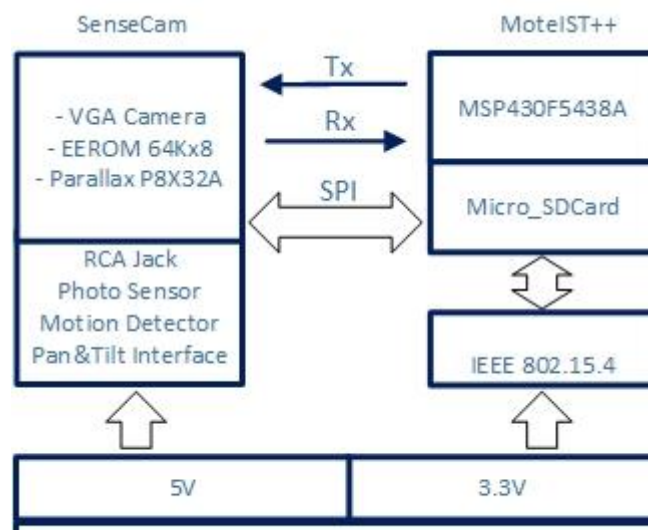 SenseCam
MoteIST++
- VGA Camera
- EEROM 64Kx8
- Parallax P8X32A
RCA Jack
Photo Sensor
Motion Detector
Pan&Tilt Interface
Tx
Rx
SPI
MSP430F5438A
Micro_SDCard
IEEE 802.15.4
5V
3.3V